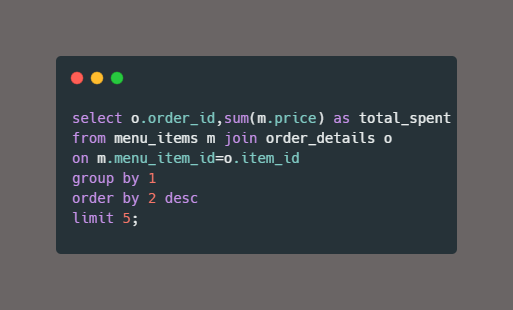 select o.order_id,sum(m.price) as total_spent
from menu_items m join order_details o
on m.menu_item_id=o.item_id
group by 1
order by 2 desc
limit 5;